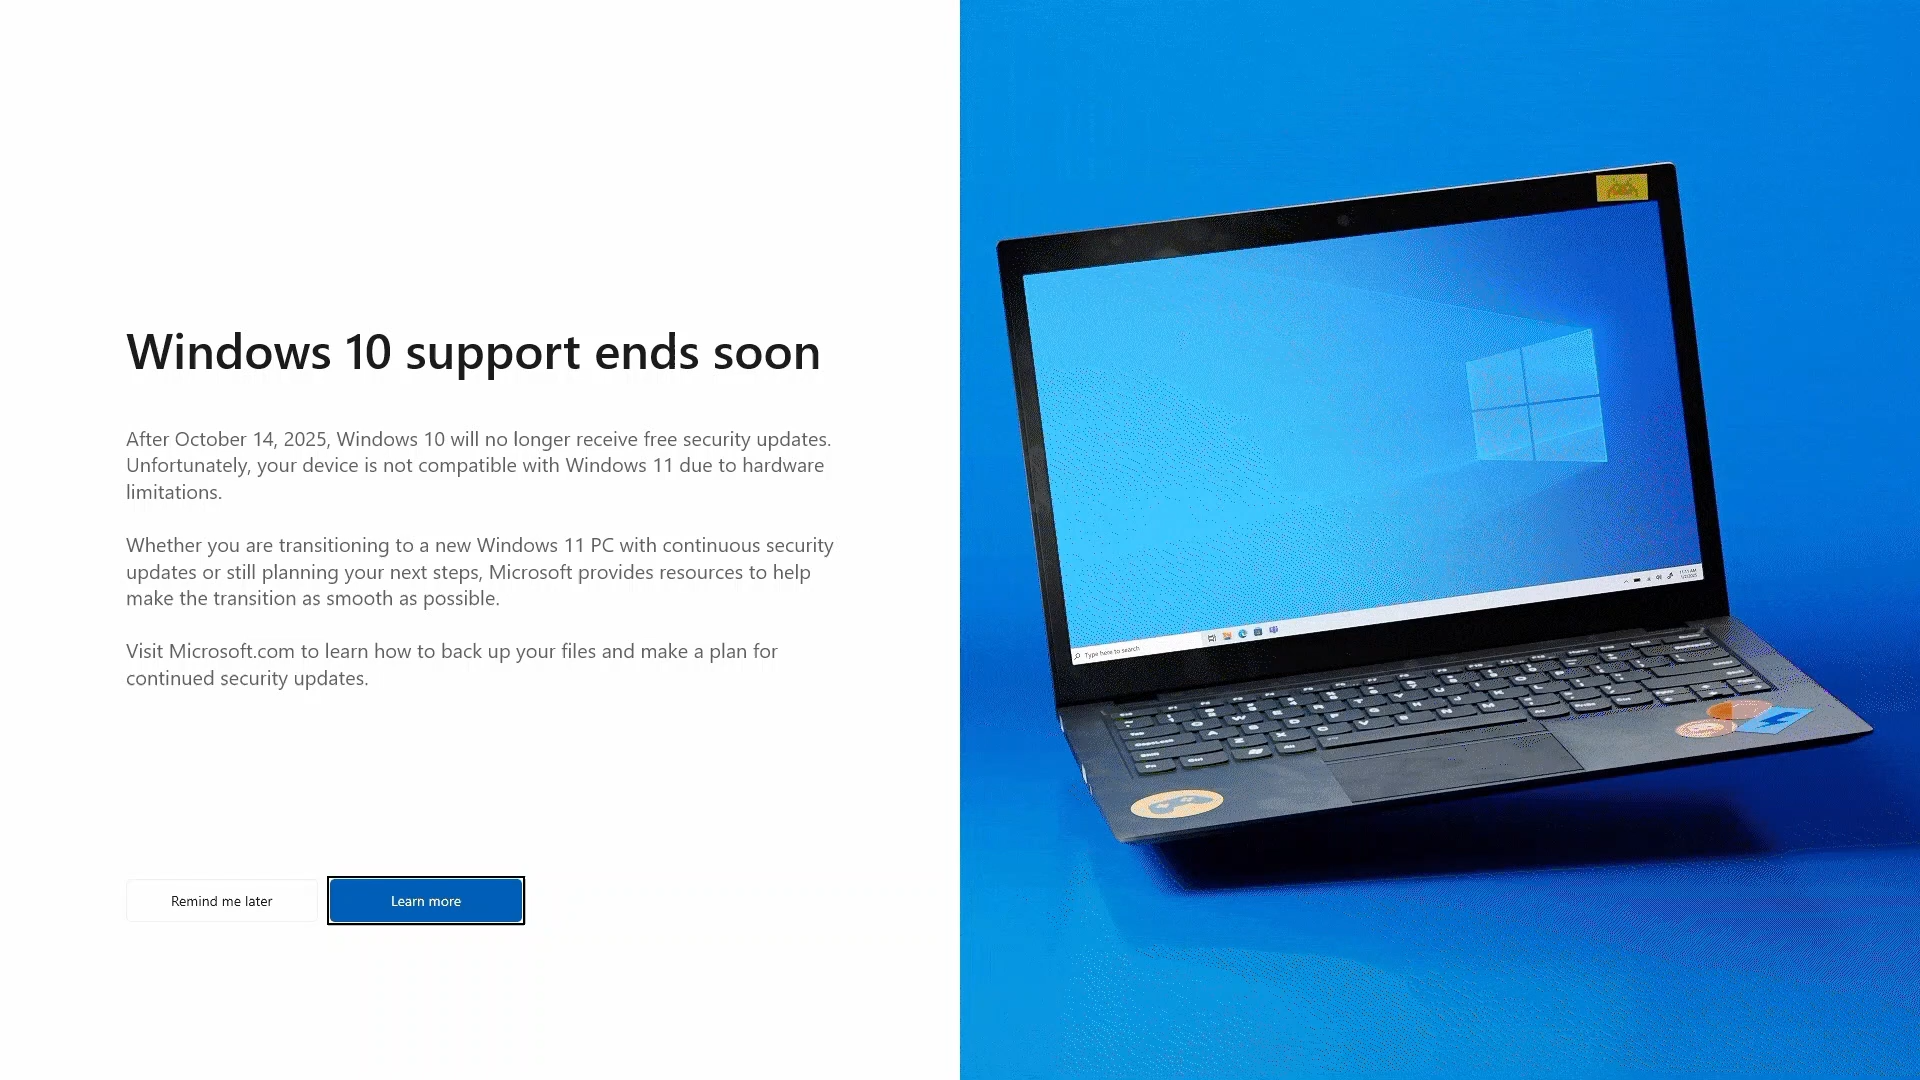 Windows 10 support ends soon
After October 14, 2025, Windows 10 will no longer receive free security updates.
Unfortunately, your device is not compatible with Windows 11 due to hardware
limitations.
Whether you are transitioning to a new Windows 11 PC with continuous security
updates or still planning your next steps, Microsoft provides resources to help
make the transition as smooth as possible.
Visit Microsoft.com to learn how to back up your files and make a plan for
continued security updates.
Remind me later
Learn more
Type here to search